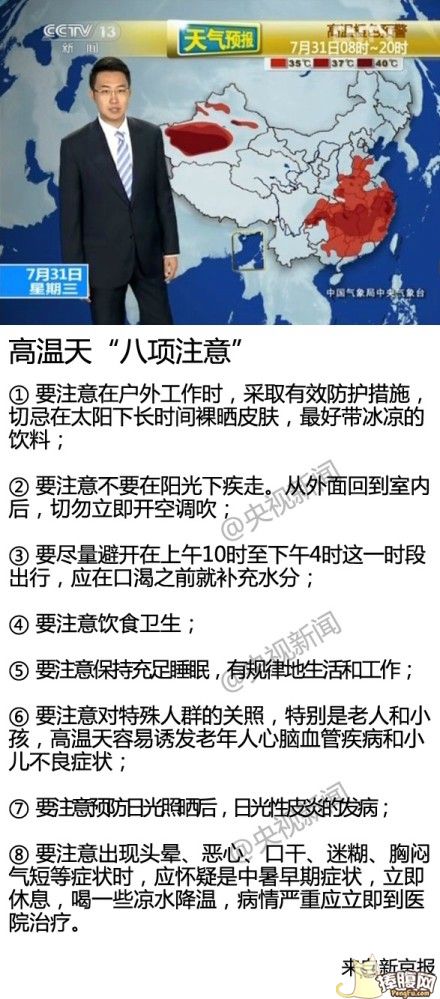 CCTV 13
新闻
天气预报
高温橙色预警
7月31日08时~20时
35℃ 37℃ 40℃
7月31日
星期三
中国气象局中央气象台
高温天“八项注意”
① 要注意在户外工作时，采取有效防护措施，
切忌在太阳下长时间裸晒皮肤，最好带冰凉的
饮料；
② 要注意不要在阳光下疾走。从外面回到室内
后，切勿立即开空调吹；
@央视新闻
③ 要尽量避开在上午10时至下午4时这一时段
出行，应在口渴之前就补充水分；
④ 要注意饮食卫生；
@央视新闻
⑤ 要注意保持充足睡眠，有规律地生活和工作；
⑥ 要注意对特殊人群的关照，特别是老人和小
孩，高温天容易诱发老年人心脑血管疾病和小
儿不良症状；
⑦ 要注意预防日光照晒后，日光性皮炎的发病；
@央视新闻
⑧ 要注意出现头晕、恶心、口干、迷糊、胸闷
气短等症状时，应怀疑是中暑早期症状，立即
休息，喝一些凉水降温，病情严重应立即到医
院治疗。
来自新京报
捧腹网
PengFu.com